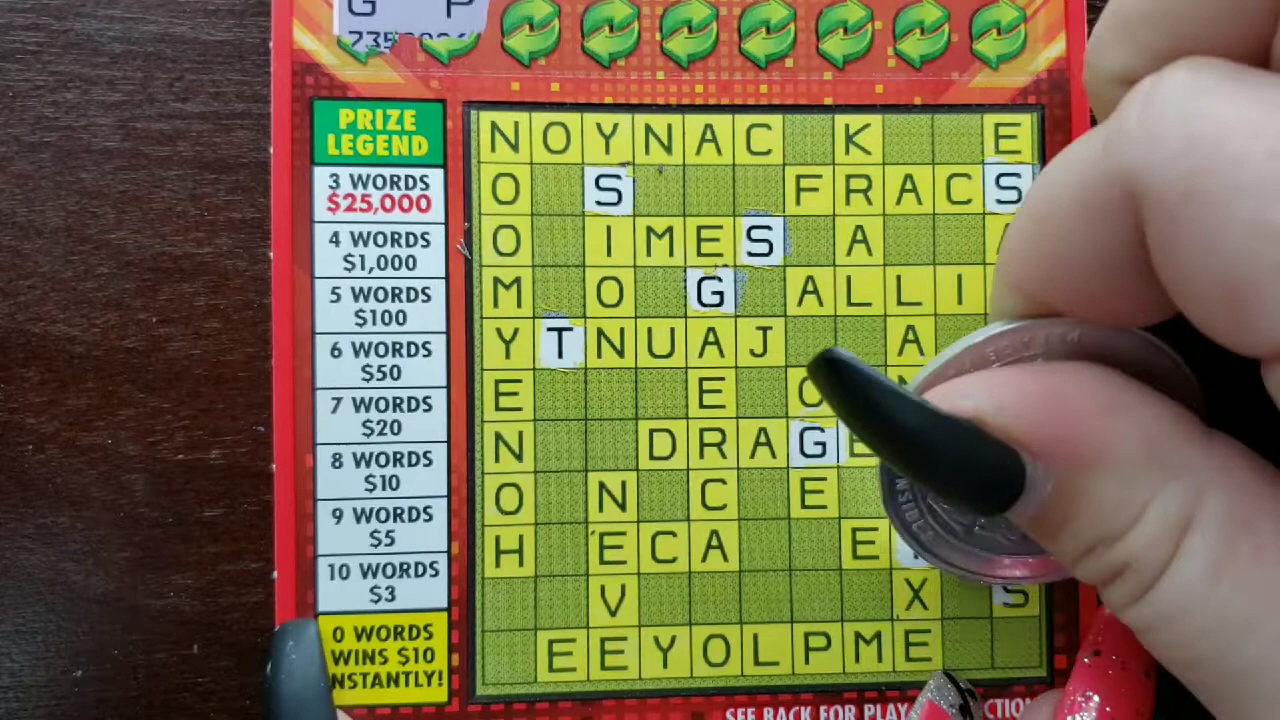 G P
PRIZE LEGEND
3 WORDS $25,000
4 WORDS $1,000
5 WORDS $100
6 WORDS $50
7 WORDS $20
8 WORDS $10
9 WORDS $5
10 WORDS $3
0 WORDS WINS $10 NSTANTLY!
N O Y N A C K E
O S F R A C S
O I M E S A
M O G A L L I
Y T N U A J A
E E O
N D R A G E
O N C E
H E C A E
V X S
E E Y O L P M E
SEE BACK FOR PLAY